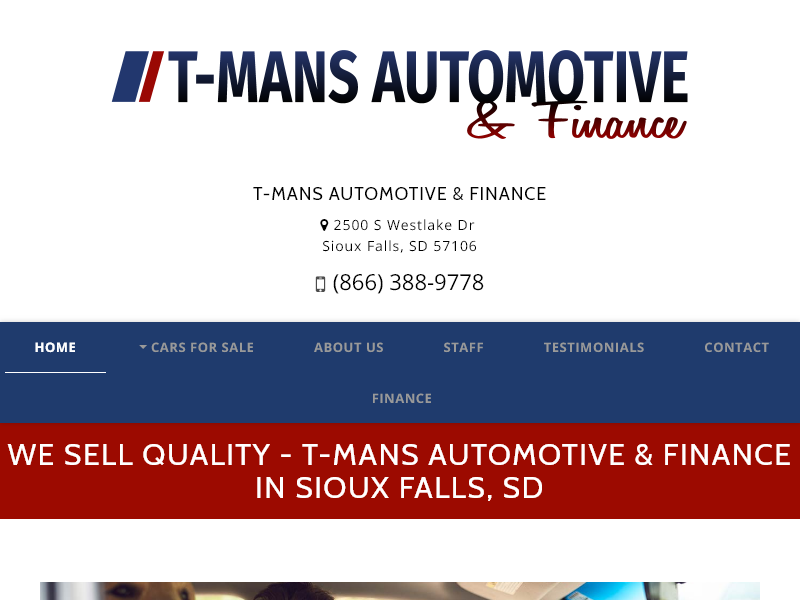 T-MANS AUTOMOTIVE
& Finance
T-MANS AUTOMOTIVE & FINANCE
2500 S Westlake Dr
Sioux Falls, SD 57106
(866) 388-9778
HOME CARS FOR SALE ABOUT US STAFF TESTIMONIALS CONTACT
FINANCE
WE SELL QUALITY - T-MANS AUTOMOTIVE & FINANCE
IN SIOUX FALLS, SD